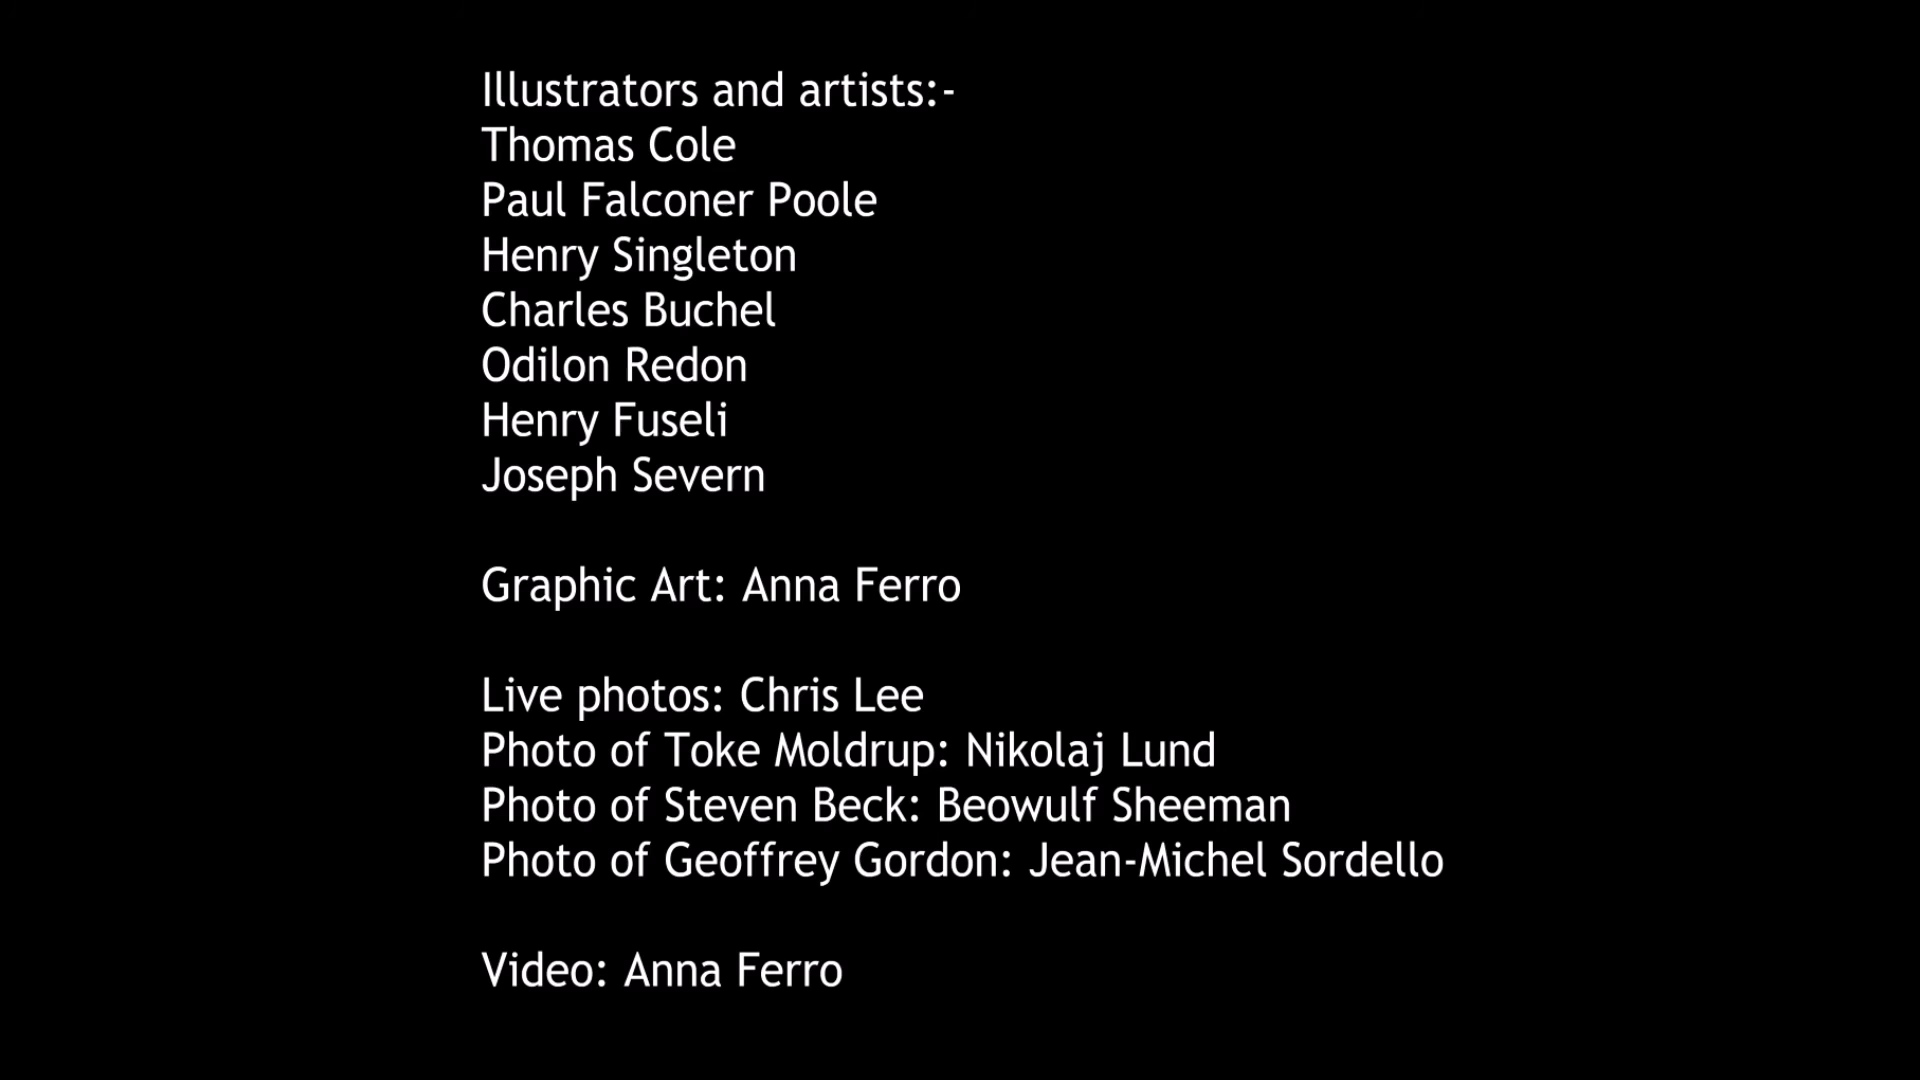 Illustrators and artists:-
Thomas Cole
Paul Falconer Poole
Henry Singleton
Charles Buchel
Odilon Redon
Henry Fuseli
Joseph Severn
Graphic Art: Anna Ferro
Live photos: Chris Lee
Photo of Toke Moldrup: Nikolaj Lund
Photo of Steven Beck: Beowulf Sheeman
Photo of Geoffrey Gordon: Jean-Michel Sordello
Video: Anna Ferro